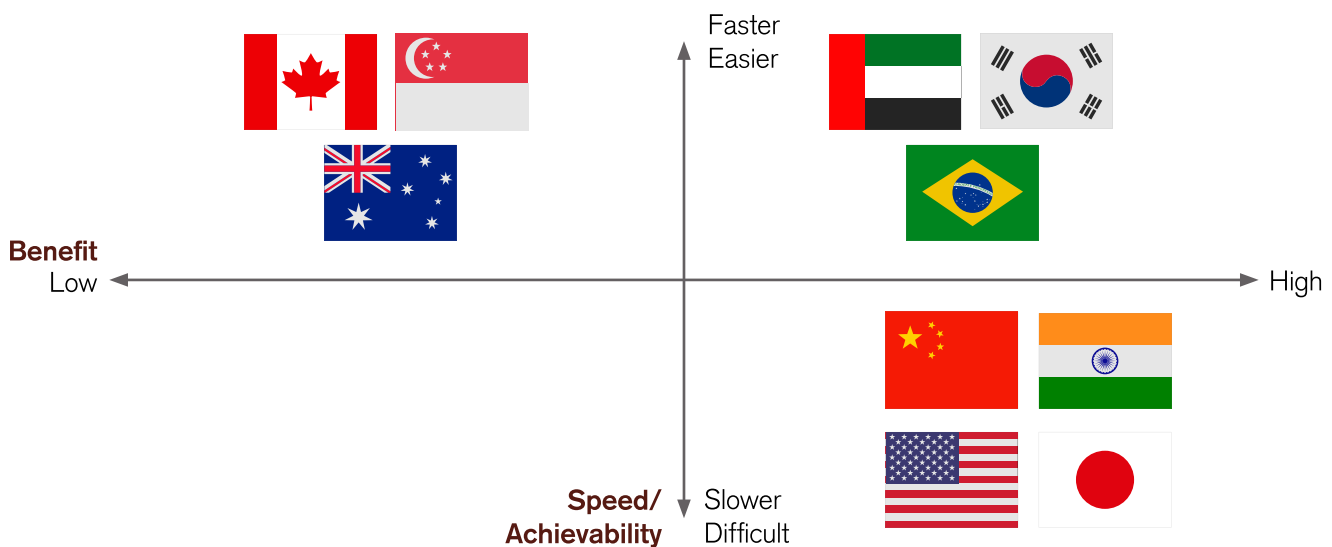 Faster
Easier
Benefit
Low
High
Speed/
Achievability
Slower
Difficult